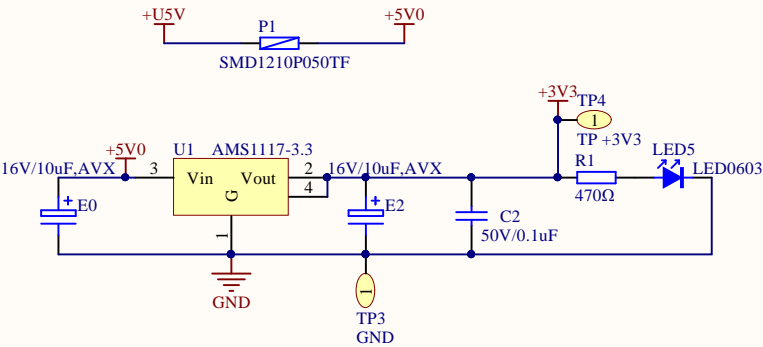 +U5V
+5V0
P1
SMD1210P050TF
+3V3
TP4
1
TP +3V3
+5V0
U1 AMS1117-3.3
LED5
16V/10uF,AVX
3
Vin
Vout
2
4
16V/10uF,AVX
R1
LED0603
470Ω
G
E0
E2
C2
50V/0.1uF
1
GND
1
TP3
GND